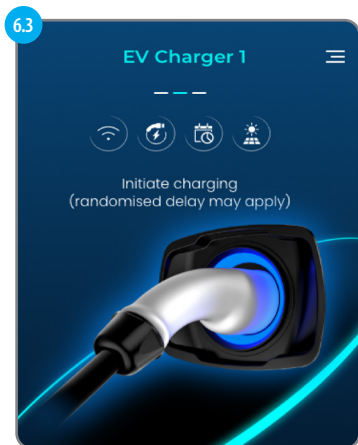 6.3
EV Charger 1
Initiate charging
(randomised delay may apply)